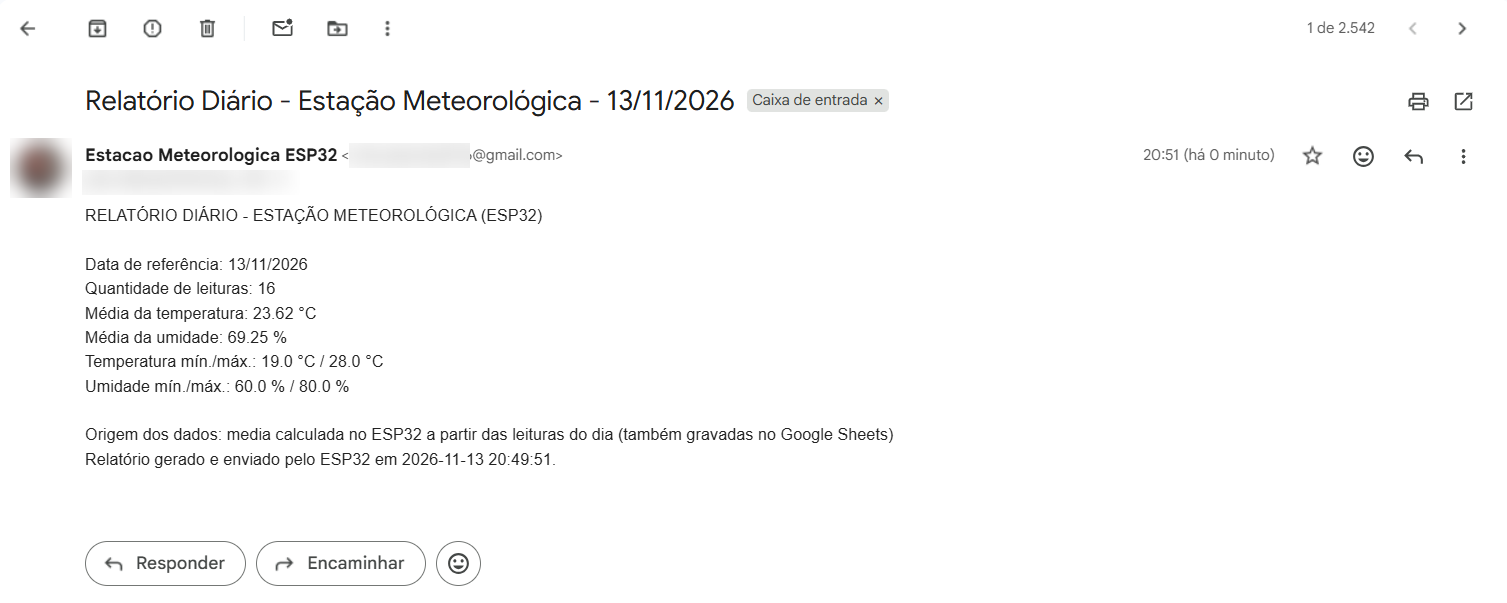 1 de 2.542
Relatório Diário - Estação Meteorológica - 13/11/2026 Caixa de entrada ×
Estacao Meteorologica ESP32 < @gmail.com> 20:51 (há 0 minuto)
RELATÓRIO DIÁRIO - ESTAÇÃO METEOROLÓGICA (ESP32)
Data de referência: 13/11/2026
Quantidade de leituras: 16
Média da temperatura: 23.62 °C
Média da umidade: 69.25 %
Temperatura mín./máx.: 19.0 °C / 28.0 °C
Umidade mín./máx.: 60.0 % / 80.0 %
Origem dos dados: media calculada no ESP32 a partir das leituras do dia (também gravadas no Google Sheets)
Relatório gerado e enviado pelo ESP32 em 2026-11-13 20:49:51.
Responder Encaminhar